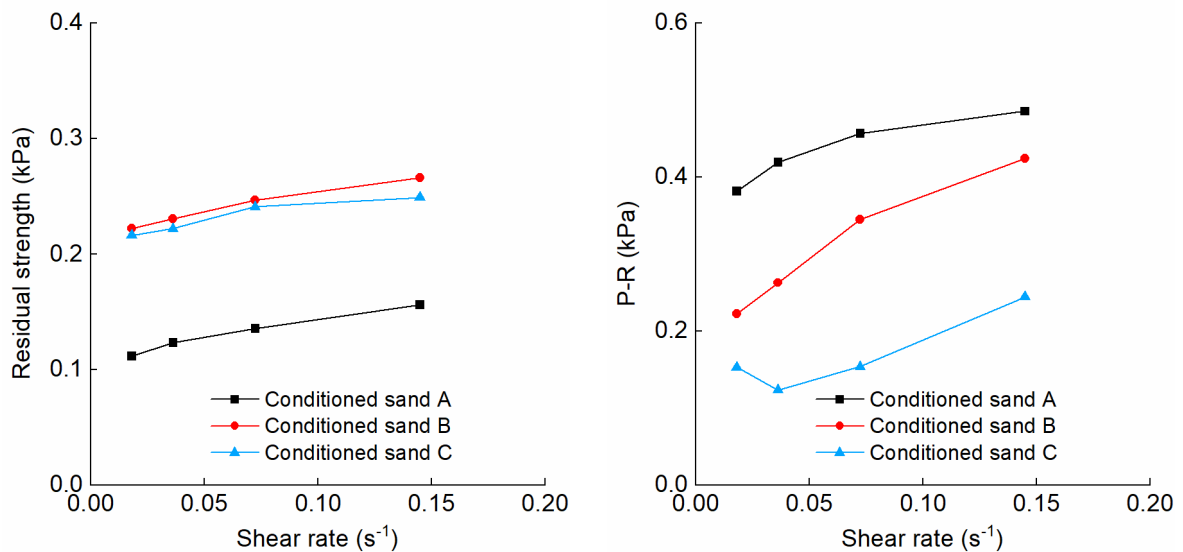 0.4
0.3
0.2
0.1
0.0
Residual strength (kPa)
Conditioned sand A
Conditioned sand B
Conditioned sand C
0.00 0.05 0.10 0.15 0.20
Shear rate (s⁻¹)
0.6
0.4
0.2
0.0
P-R (kPa)
Conditioned sand A
Conditioned sand B
Conditioned sand C
0.00 0.05 0.10 0.15 0.20
Shear rate (s⁻¹)